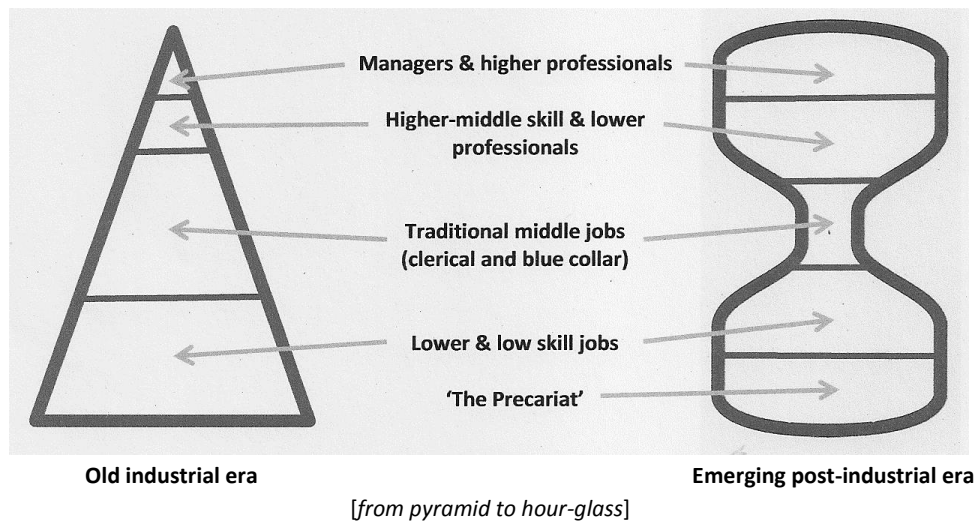 Managers & higher professionals
Higher-middle skill & lower
professionals
Traditional middle jobs
(clerical and blue collar)
Lower & low skill jobs
‘The Precariat’
Old industrial era
Emerging post-industrial era
[from pyramid to hour-glass]